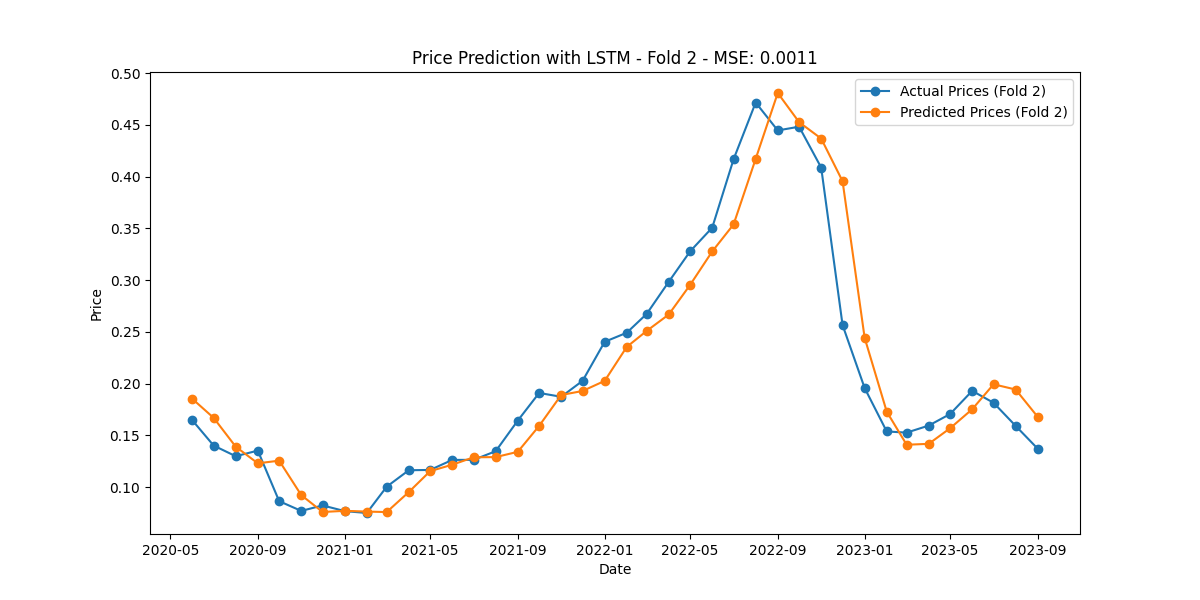 Price Prediction with LSTM - Fold 2 - MSE: 0.0011
Actual Prices (Fold 2)
Predicted Prices (Fold 2)
Price
0.50
0.45
0.40
0.35
0.30
0.25
0.20
0.15
0.10
2020-05 2020-09 2021-01 2021-05 2021-09 2022-01 2022-05 2022-09 2023-01 2023-05 2023-09
Date